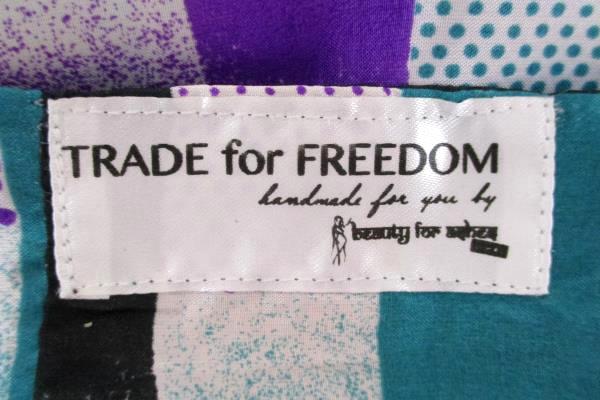 TRADE for FREEDOM
handmade for you by
beauty for ashes